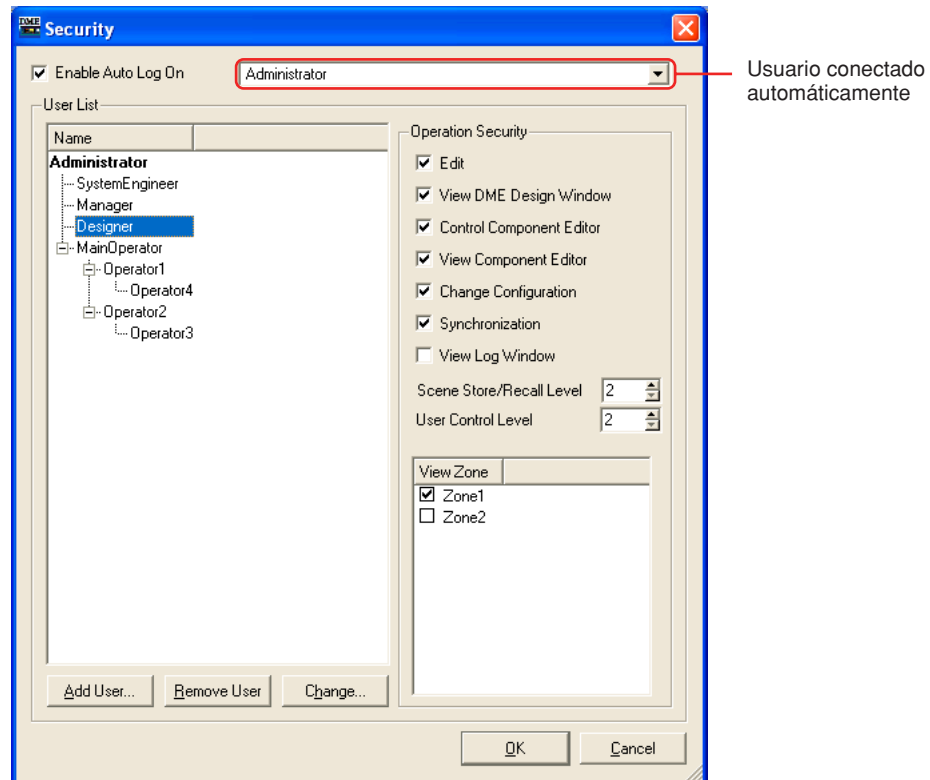 DME
Security
Enable Auto Log On
Administrator
Usuario conectado
automáticamente
User List
Name
Administrator
SystemEngineer
Manager
Designer
MainOperator
Operator1
Operator4
Operator2
Operator3
Operation Security
Edit
View DME Design Window
Control Component Editor
View Component Editor
Change Configuration
Synchronization
View Log Window
Scene Store/Recall Level 2
User Control Level 2
View Zone
Zone1
Zone2
Add User...
Remove User
Change...
OK
Cancel